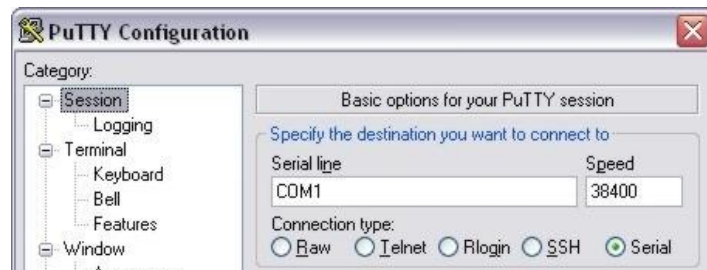 PuTTY Configuration
Category:
Session
Logging
Terminal
Keyboard
Bell
Features
Window
Basic options for your PuTTY session
Specify the destination you want to connect to
Serial line
Speed
COM1
38400
Connection type:
Raw
Telnet
Rlogin
SSH
Serial